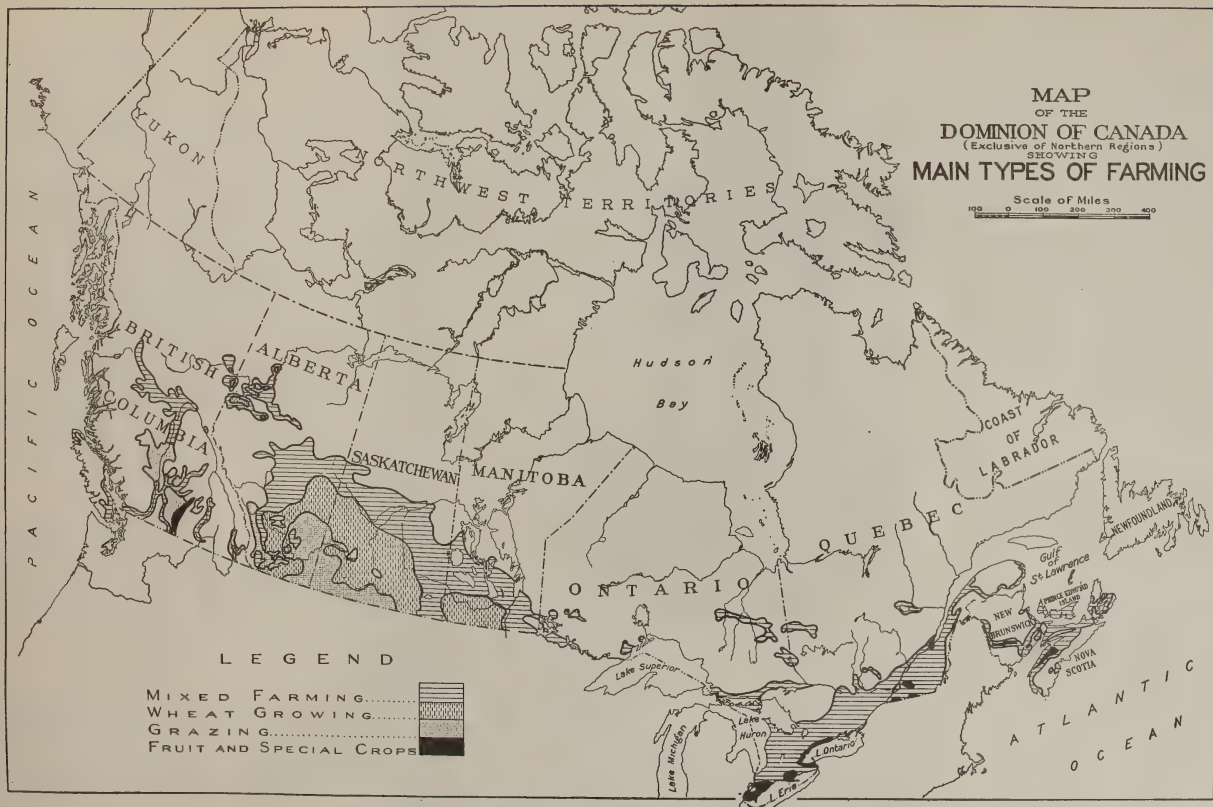 MAP
OF THE
DOMINION OF CANADA
(Exclusive of Northern Regions)
SHOWING
MAIN TYPES OF FARMING
Scale of Miles
100 0 100 200 300 400
YUKON
NORTHWEST TERRITORIES
PACIFIC OCEAN
BRITISH
COLUMBIA
ALBERTA
SASKATCHEWAN
MANITOBA
Hudson
Bay
ONTARIO
QUEBEC
COAST
OF
LABRADOR
NEWFOUNDLAND
Gulf
of
St Lawrence
PRINCE EDWARD
ISLAND
NEW
BRUNSWICK
NOVA
SCOTIA
Lake Superior
Lake Michigan
Lake
Huron
L. Ontario
L. Erie
ATLANTIC
OCEAN
LEGEND
MIXED FARMING
WHEAT GROWING
GRAZING
FRUIT AND SPECIAL CROPS